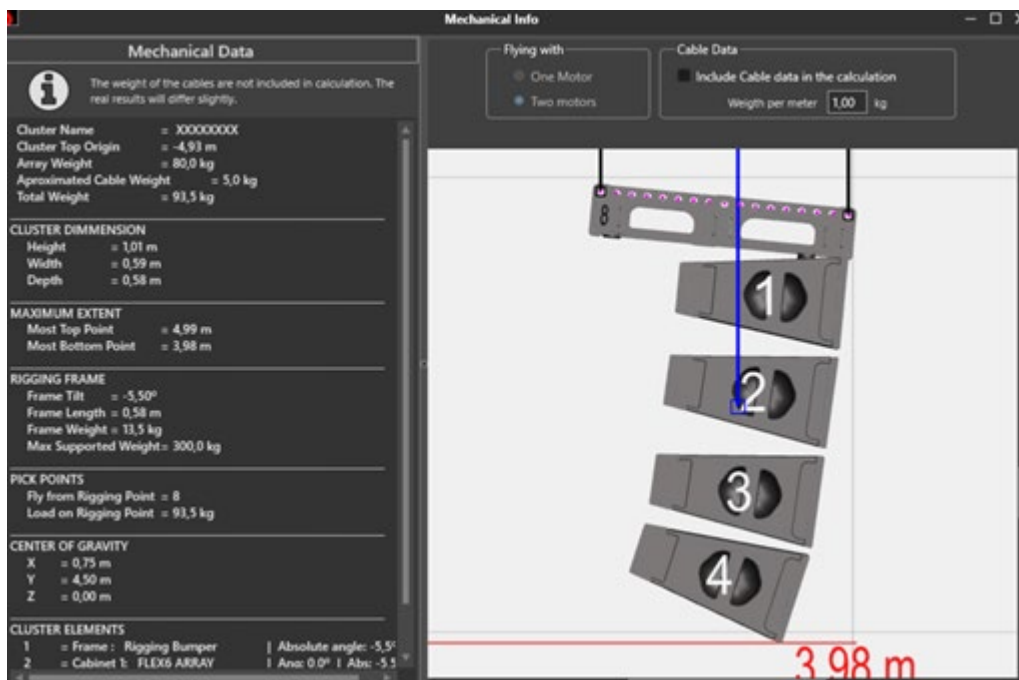 Mechanical Info
Mechanical Data
The weight of the cables are not included in calculation. The
real results will differ slightly.
Cluster Name = XXXXXXXX
Cluster Top Origin = -4,93 m
Array Weight = 80,0 kg
Aproximated Cable Weight = 5,0 kg
Total Weight = 93,5 kg
CLUSTER DIMMENSION
Height = 1,01 m
Width = 0,59 m
Depth = 0,58 m
MAXIMUM EXTENT
Most Top Point = 4,99 m
Most Bottom Point = 3,98 m
RIGGING FRAME
Frame Tilt = -5,50º
Frame Length = 0,58 m
Frame Weight = 13,5 kg
Max Supported Weight= 300,0 kg
PICK POINTS
Fly from Rigging Point = 8
Load on Rigging Point = 93,5 kg
CENTER OF GRAVITY
X = 0,75 m
Y = 4,50 m
Z = 0,00 m
CLUSTER ELEMENTS
1 = Frame : Rigging Bumper | Absolute angle: -5,5º
2 = Cabinet 1: FLEX6 ARRAY | Ang: 0.0º | Abs: -5.5
Flying with
One Motor
Two motors
Cable Data
Include Cable data in the calculation
Weigth per meter 1,00 kg
8
1
2
3
4
3.98 m